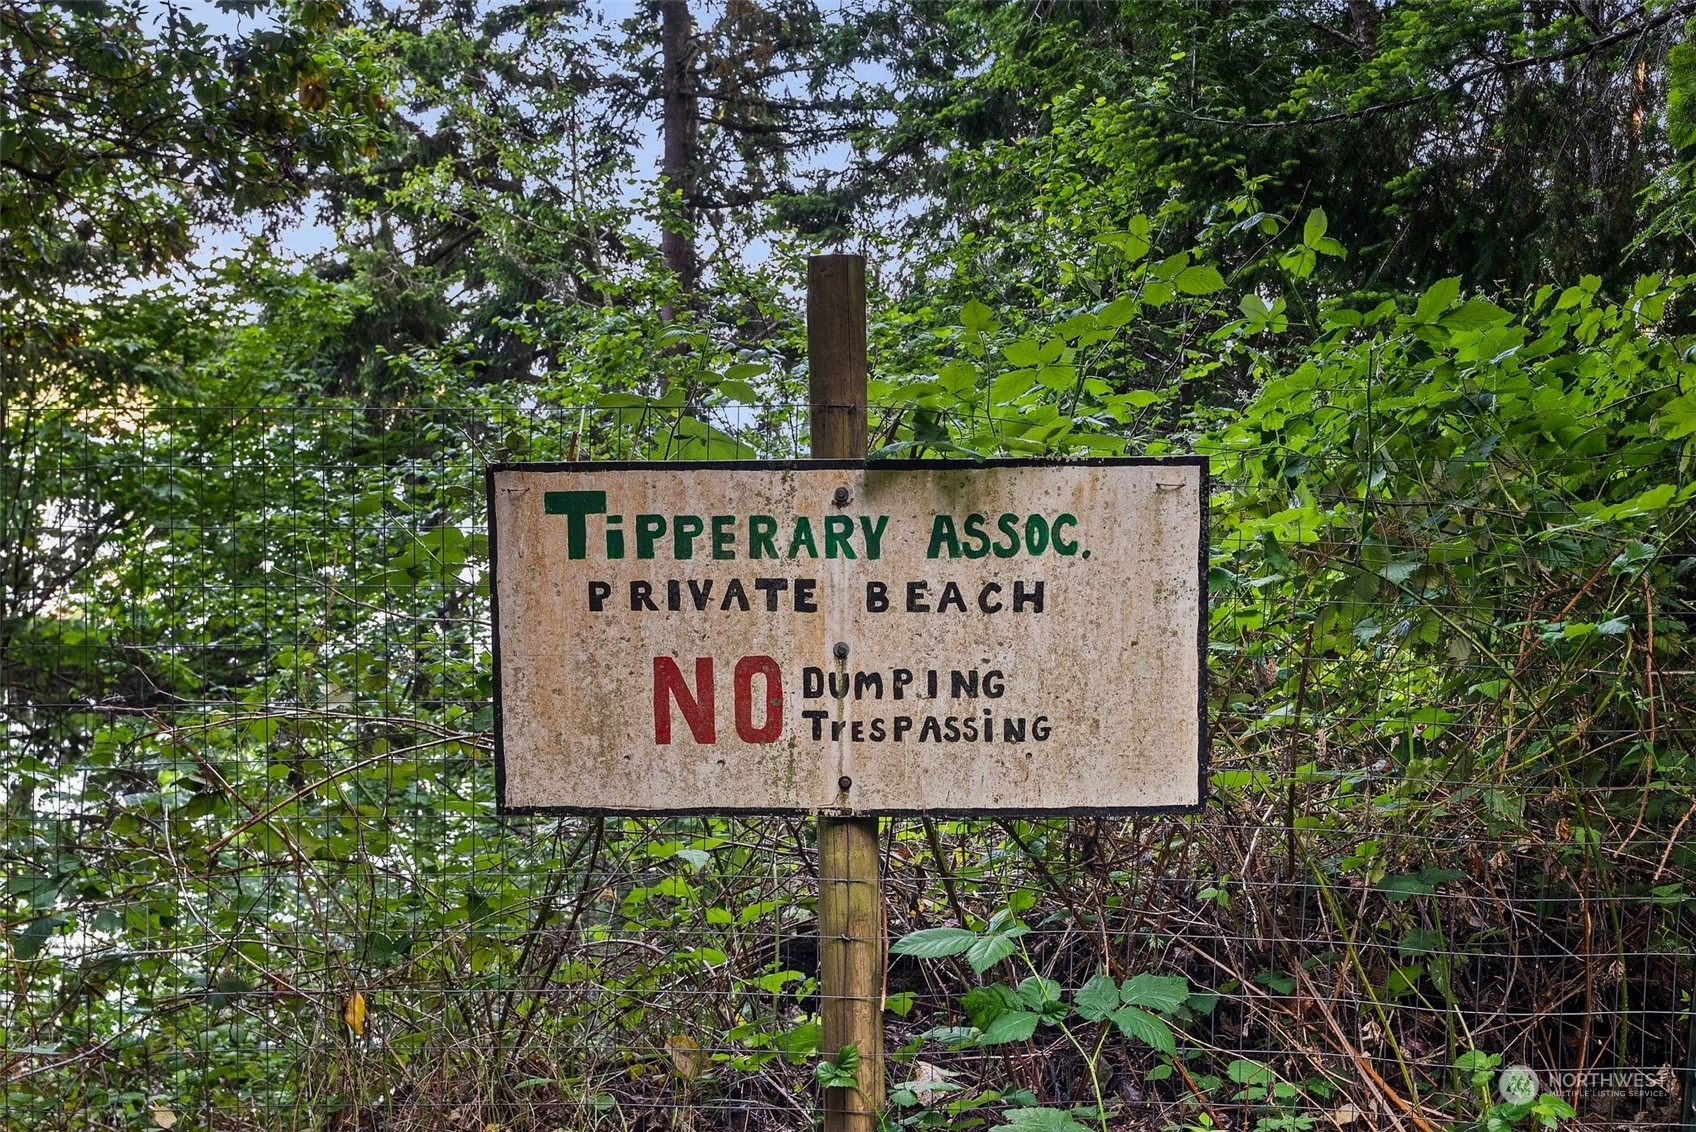 TiPPERARY ASSOC.
PRIVATE BEACH
NO DUMPING
TrESPASSiNG
NORTHWEST
MULTIPLE LISTING SERVICE.